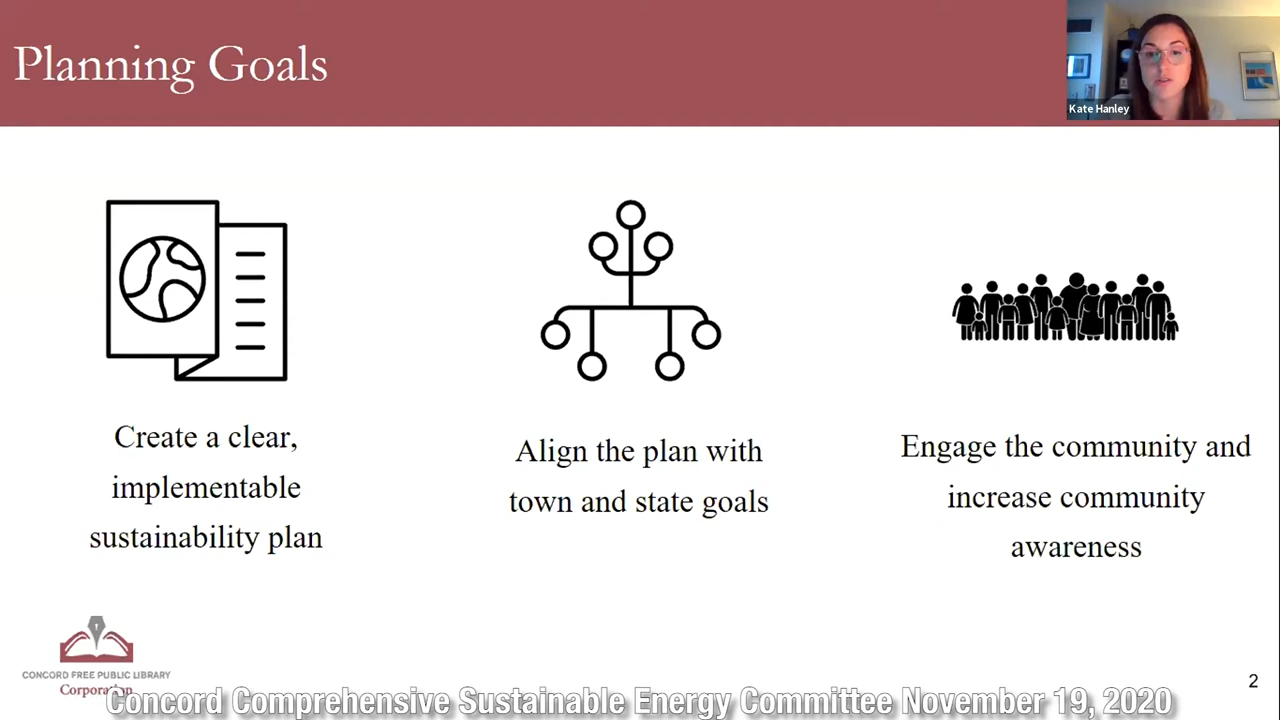 Planning Goals
Kate Hanley
Create a clear,
implementable
sustainability plan
Align the plan with
town and state goals
Engage the community and
increase community
awareness
CONCORD FREE PUBLIC LIBRARY
Corporation
2
Concord Comprehensive Sustainable Energy Committee November 19, 2020